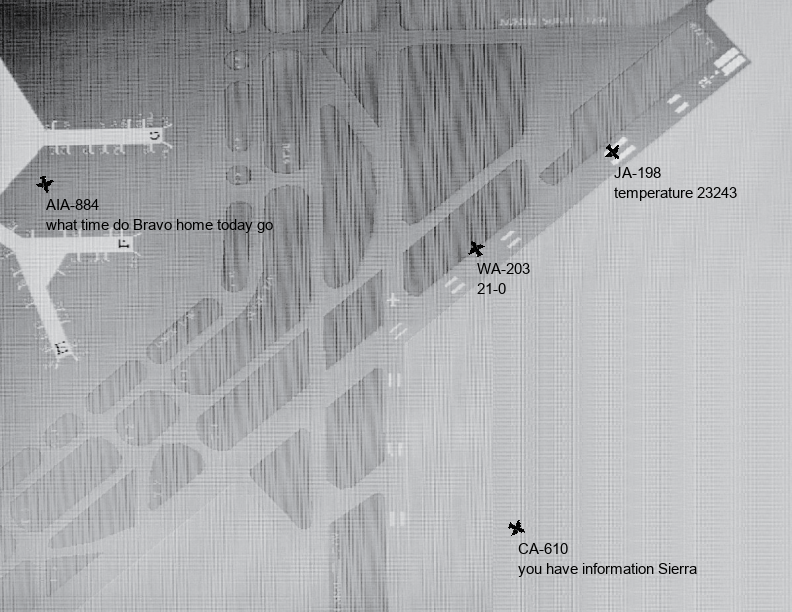 JA-198
temperature 23243
AIA-884
what time do Bravo home today go
WA-203
21-0
CA-610
you have information Sierra